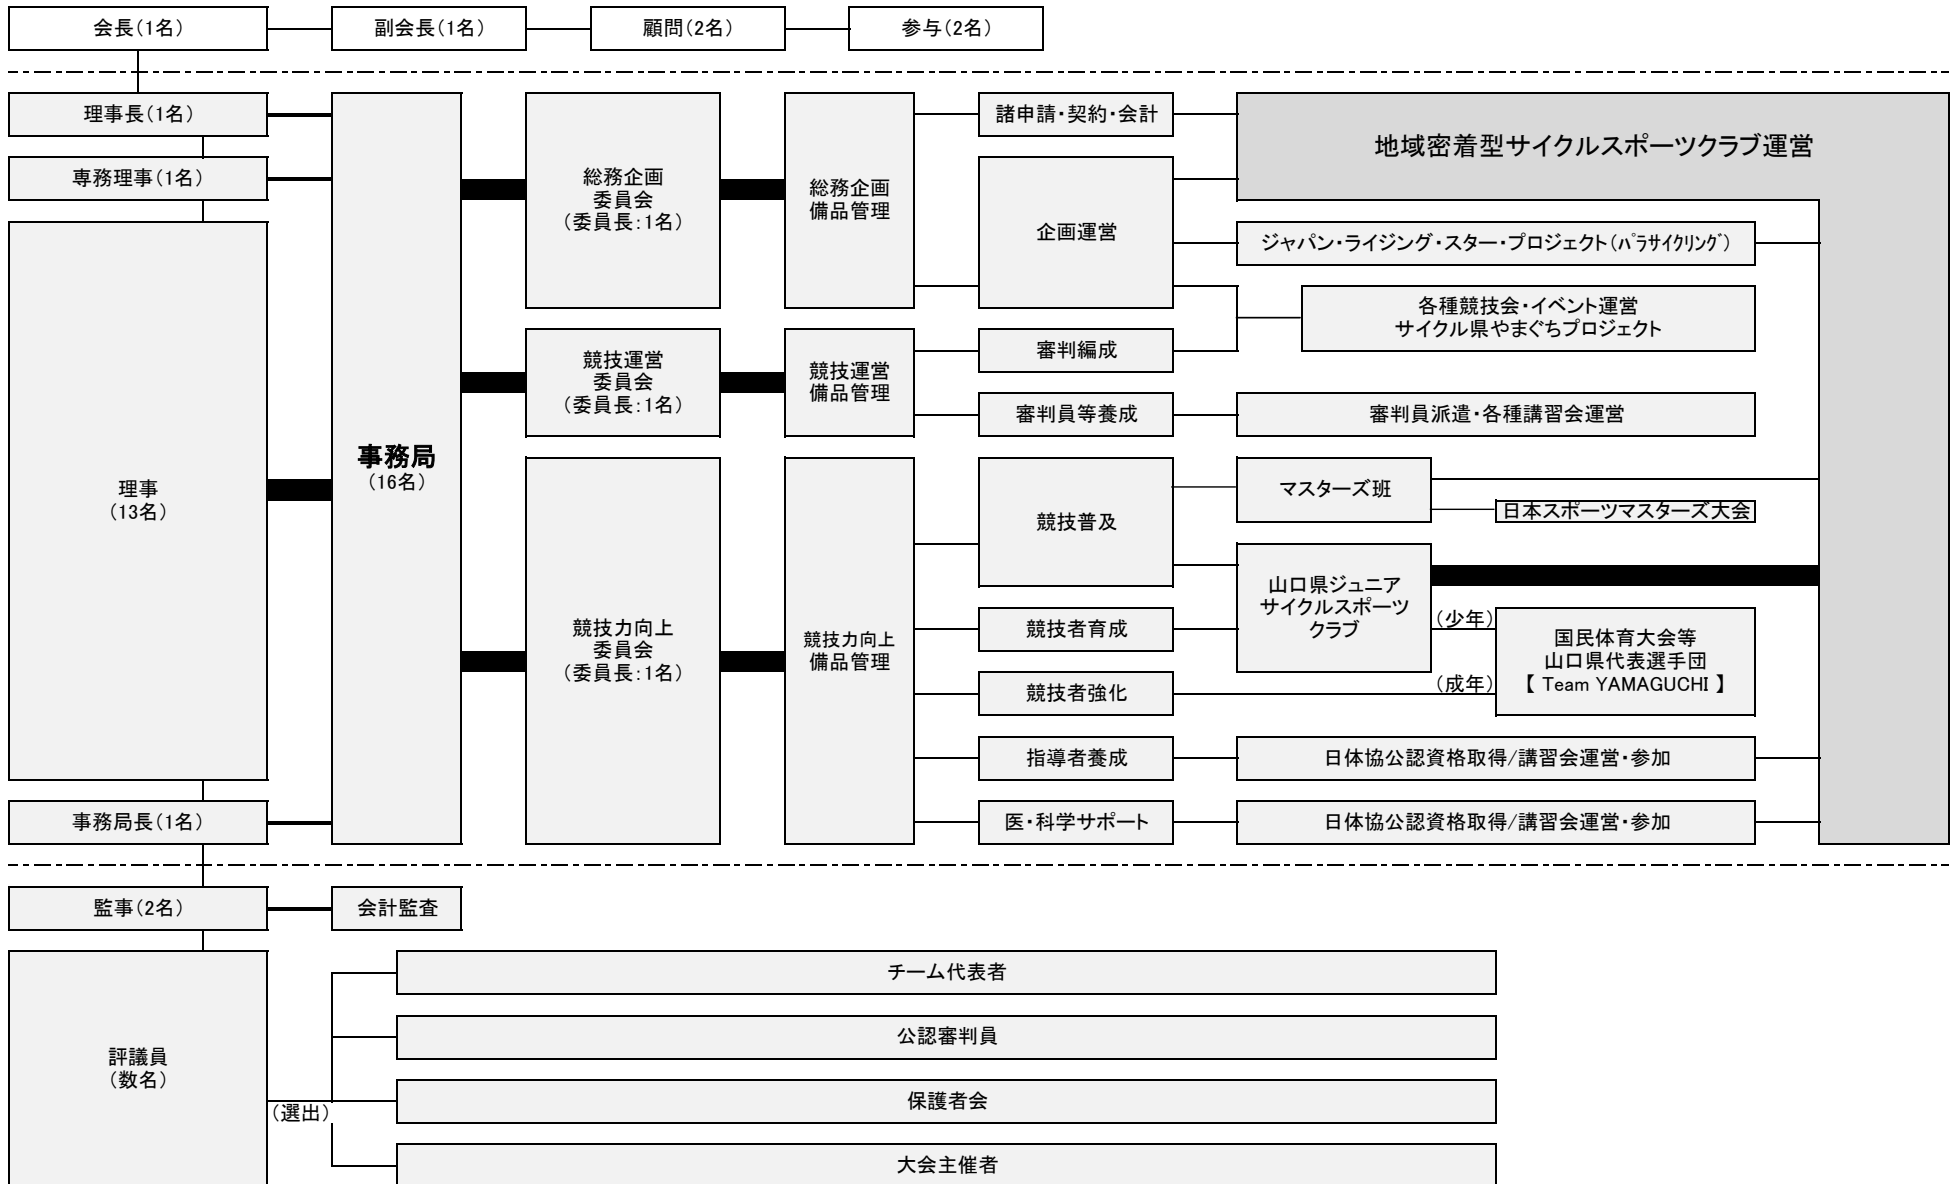 会長(1名)
副会長(1名)
顧問(2名)
参与(2名)
理事長(1名)
専務理事(1名)
理事
(13名)
事務局長(1名)
事務局
(16名)
総務企画
委員会
(委員長:1名)
総務企画
備品管理
諸申請・契約・会計
企画運営
地域密着型サイクルスポーツクラブ運営
ジャパン・ライジング・スター・プロジェクト(パラサイクリング)
各種競技会・イベント運営
サイクル県やまぐちプロジェクト
競技運営
委員会
(委員長:1名)
競技運営
備品管理
審判編成
審判員等養成
審判員派遣・各種講習会運営
競技力向上
委員会
(委員長:1名)
競技力向上
備品管理
競技普及
マスターズ班
日本スポーツマスターズ大会
山口県ジュニア
サイクルスポーツ
クラブ
競技者育成
(少年)
国民体育大会等
山口県代表選手団
【 Team YAMAGUCHI 】
競技者強化
(成年)
指導者養成
日体協公認資格取得/講習会運営・参加
医・科学サポート
日体協公認資格取得/講習会運営・参加
監事(2名)
会計監査
評議員
(数名)
(選出)
チーム代表者
公認審判員
保護者会
大会主催者